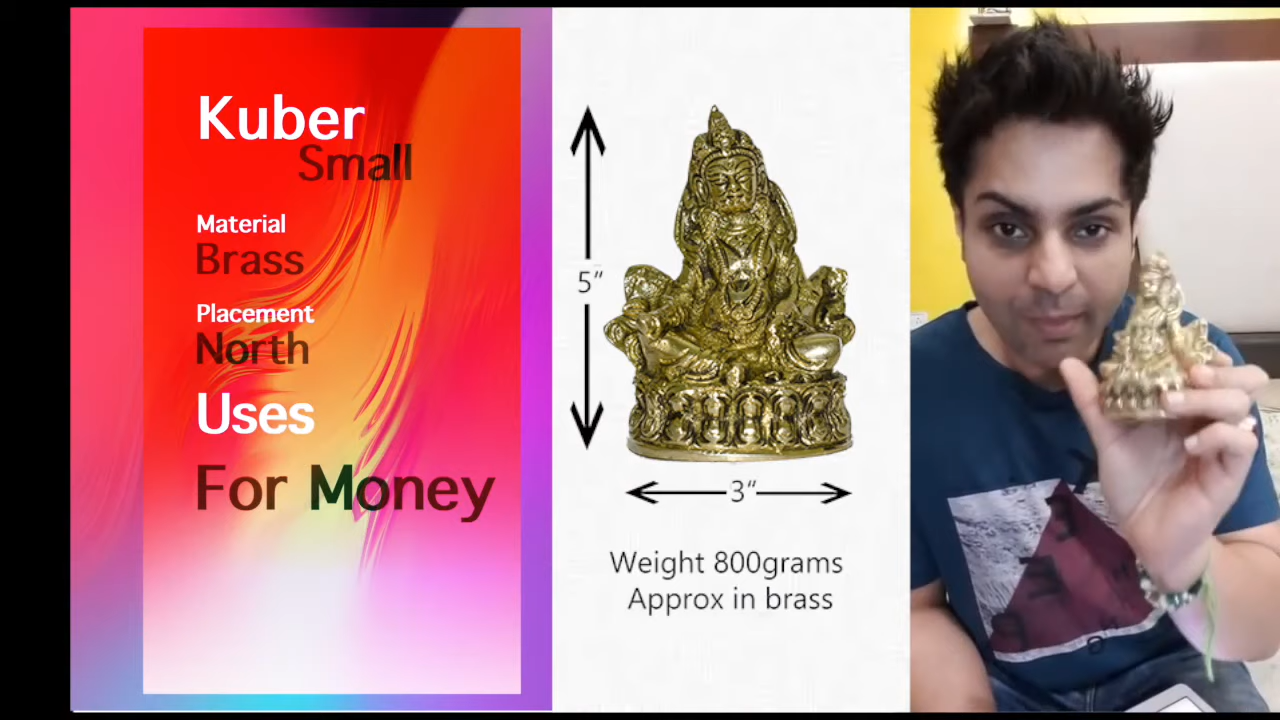 Kuber
Small
Material
Brass
Placement
North
Uses
For Money
5”
3“
Weight 800grams
Approx in brass